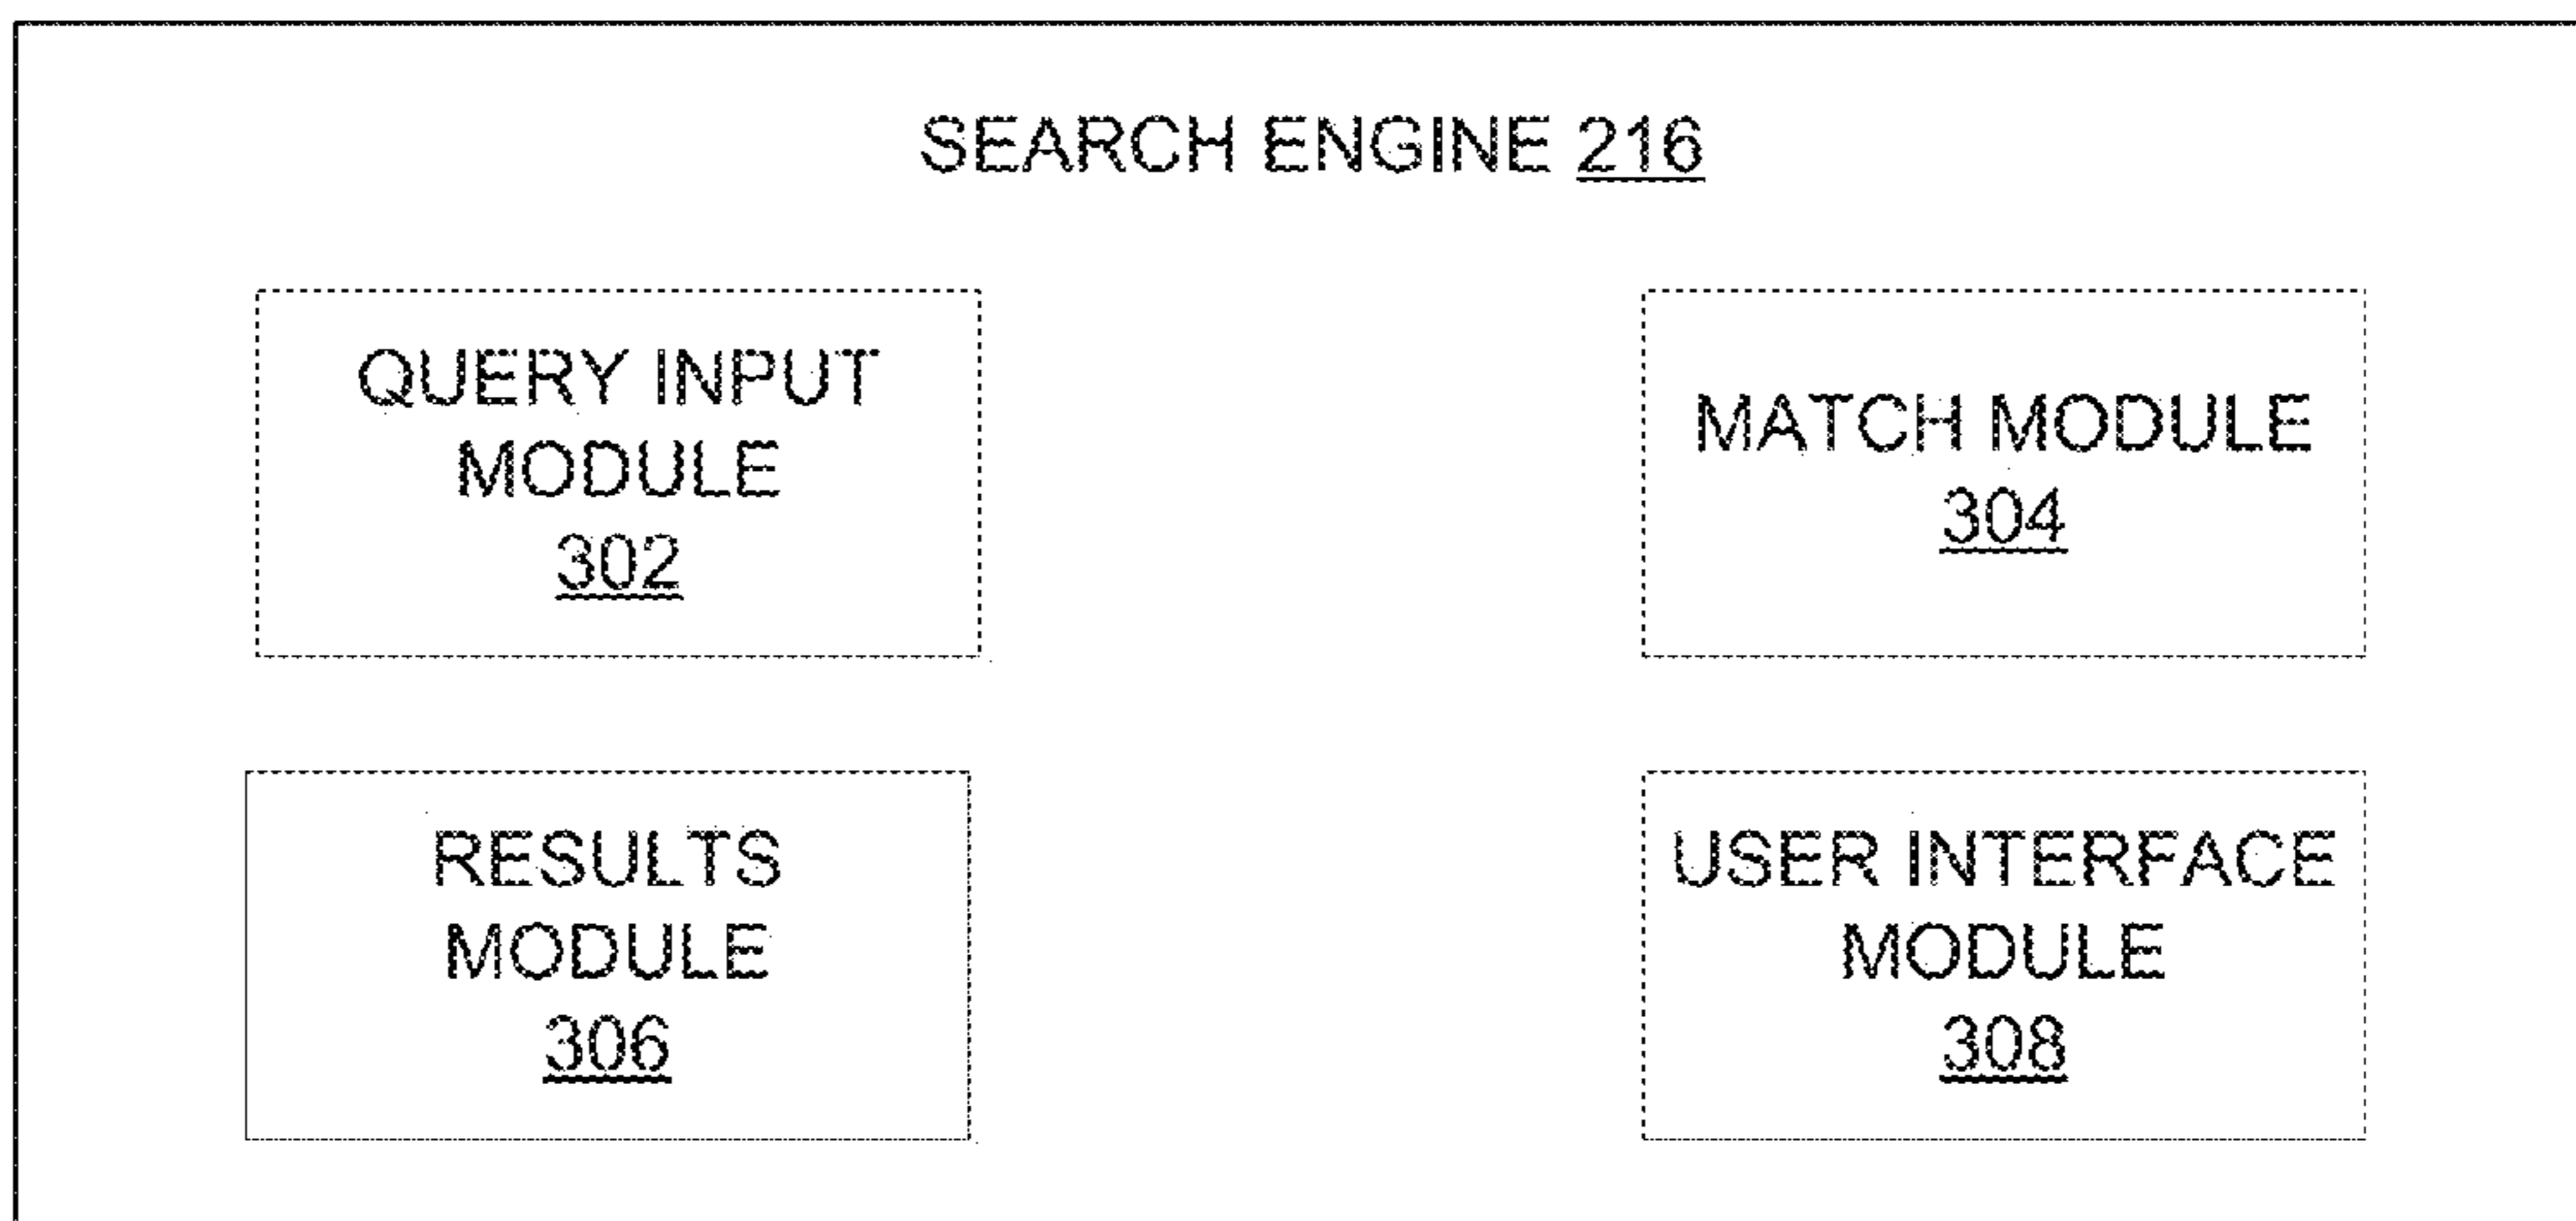 SEARCH ENGINE 216
QUERY INPUT
MODULE
302
MATCH MODULE
304
RESULTS
MODULE
306
USER INTERFACE
MODULE
308